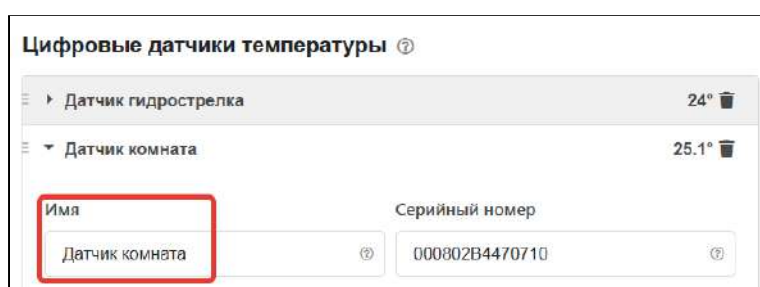 Цифровые датчики температуры
Датчик гидрострелка 24°
Датчик комната 25.1°
Имя Серийный номер
Датчик комната 000802B4470710